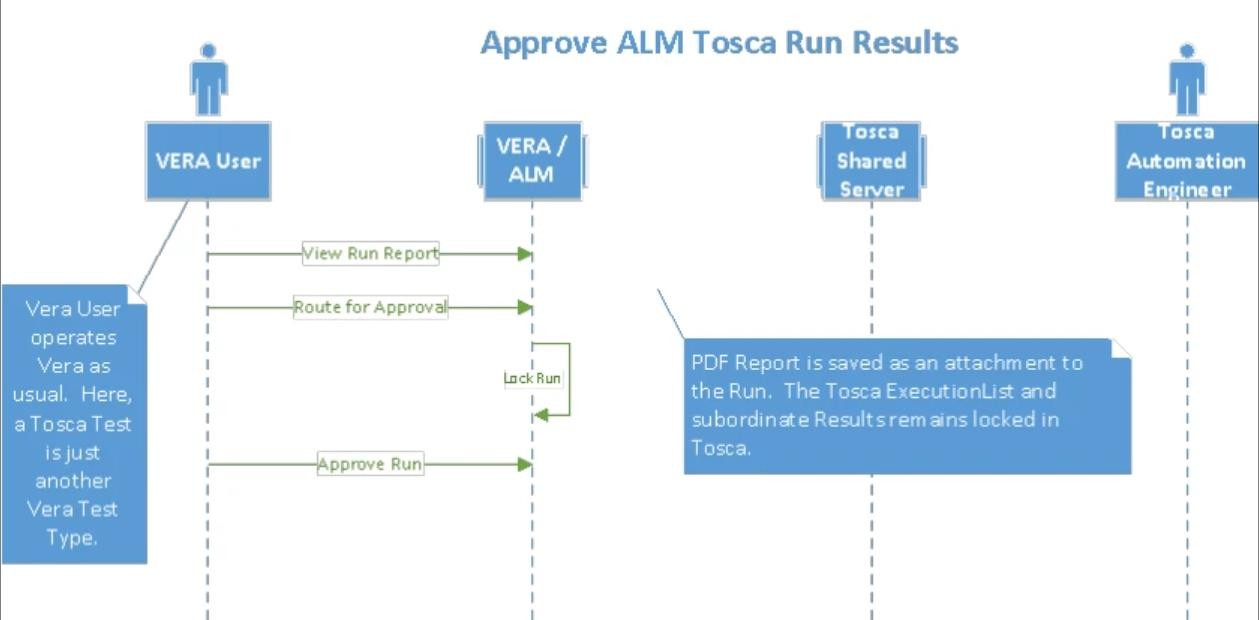 Approve ALM Tosca Run Results
VERA User
VERA /
ALM
Tosca
Shared
Server
Tosca
Automation
Engineer
View Run Report
Route for Approval
Lock Run
Approve Run
Vera User
operates
Vera as
usual. Here,
a Tosca Test
is just
another
Vera Test
Type.
PDF Report is saved as an attachment to
the Run. The Tosca ExecutionList and
subordinate Results remains locked in
Tosca.